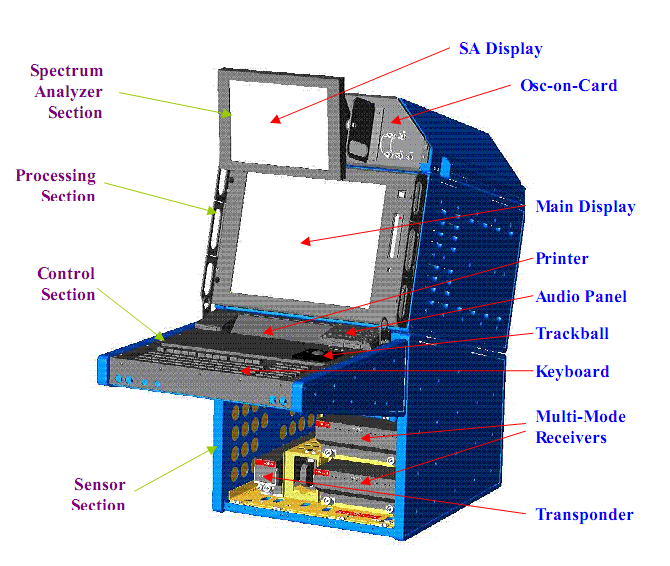 SA Display
Spectrum
Analyzer
Section
Osc-on-Card
Processing
Section
Main Display
Printer
Control
Section
Audio Panel
Trackball
Keyboard
Multi-Mode
Receivers
Sensor
Section
Transponder